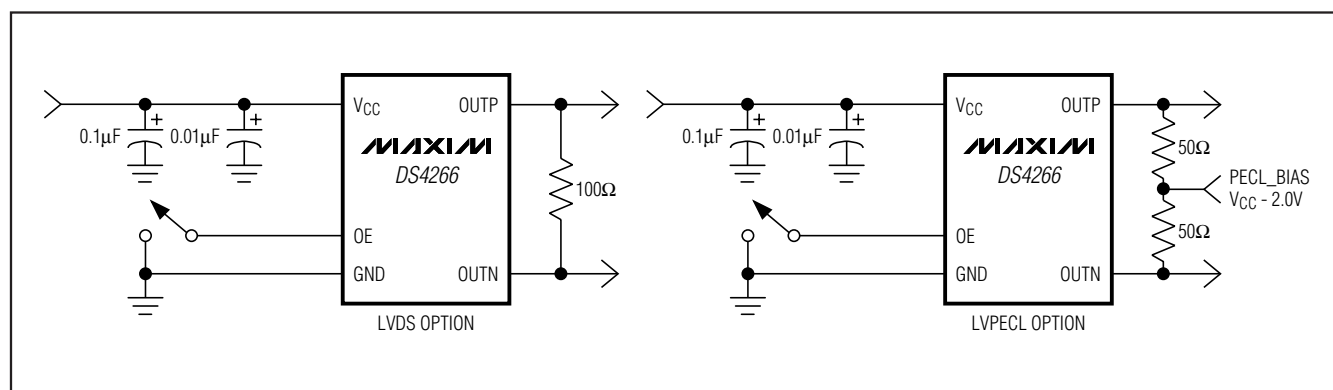 VCC
OUTP
+
+
0.1µF
0.01µF
MAXIM
DS4266
100Ω
OE
GND
OUTN
LVDS OPTION
VCC
OUTP
+
+
0.1µF
0.01µF
MAXIM
DS4266
50Ω
PECL_BIAS
VCC - 2.0V
50Ω
OE
GND
OUTN
LVPECL OPTION